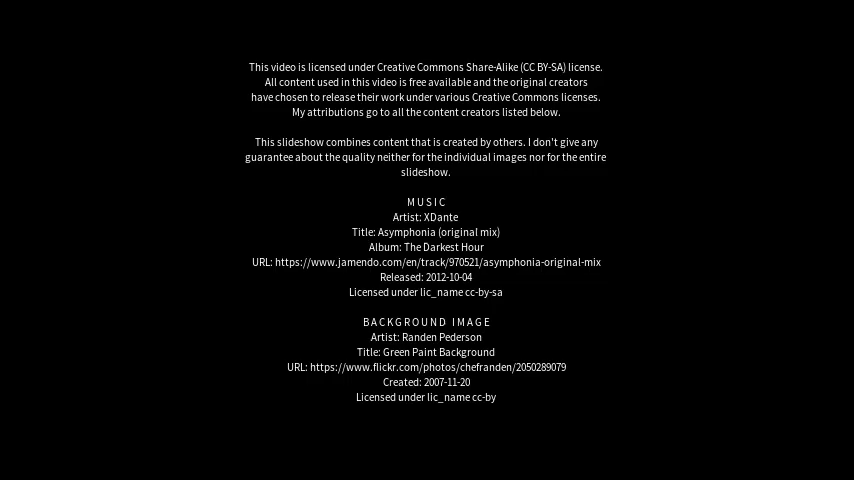 This video is licensed under Creative Commons Share-Alike (CC BY-SA) license.
All content used in this video is free available and the original creators
have chosen to release their work under various Creative Commons licenses.
My attributions go to all the content creators listed below.
This slideshow combines content that is created by others. I don't give any
guarantee about the quality neither for the individual images nor for the entire
slideshow.
M U S I C
Artist: XDante
Title: Asymphonia (original mix)
Album: The Darkest Hour
URL: https://www.jamendo.com/en/track/970521/asymphonia-original-mix
Released: 2012-10-04
Licensed under lic_name cc-by-sa
B A C K G R O U N D   I M A G E
Artist: Randen Pederson
Title: Green Paint Background
URL: https://www.flickr.com/photos/chefranden/2050289079
Created: 2007-11-20
Licensed under lic_name cc-by